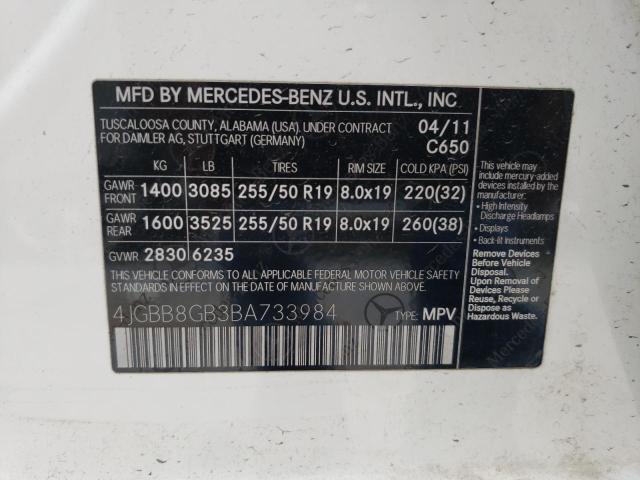 MFD BY MERCEDES-BENZ U.S. INTL., INC
TUSCALOOSA COUNTY, ALABAMA (USA). UNDER CONTRACT
FOR DAIMLER AG, STUTTGART (GERMANY)
04/11
C650
KG LB TIRES RIM SIZE COLD KPA (PSI)
GAWR FRONT 1400 3085 255/50 R19 8.0x19 220(32)
GAWR REAR 1600 3525 255/50 R19 8.0x19 260(38)
GVWR 2830 6235
THIS VEHICLE CONFORMS TO ALL APPLICABLE FEDERAL MOTOR VEHICLE SAFETY
STANDARDS IN EFFECT ON THE DATE OF MANUFACTURE SHOWN ABOVE.
4JGBB8GB3BA733984 TYPE: MPV
This vehicle may
include mercury-added
devices installed by the
manufacturer:
• High Intensity
Discharge Headlamps
• Displays
• Back-lit Instruments
Remove Devices
Before Vehicle
Disposal.
Upon Removal of
Devices Please
Reuse, Recycle or
Dispose as
Hazardous Waste.